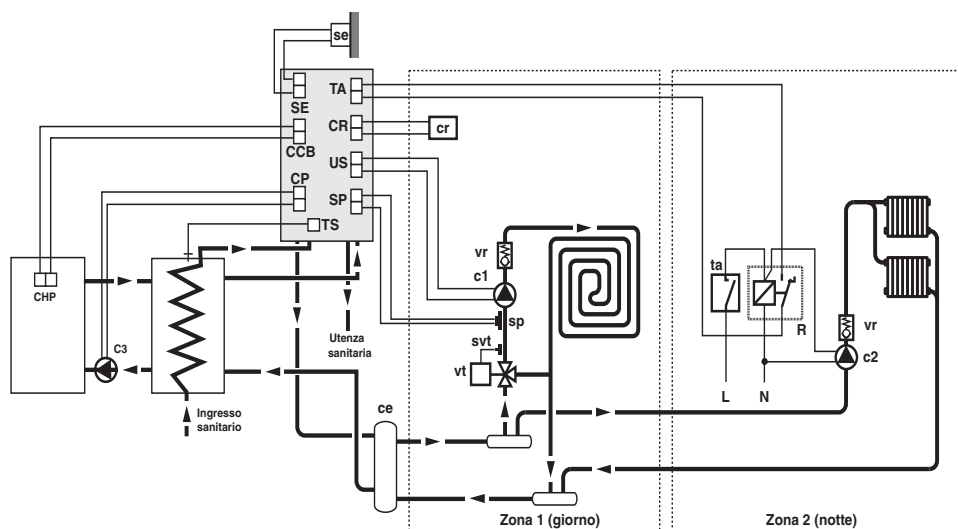 se
SE
TA
CR
cr
CCB
US
CP
SP
TS
CHP
C3
Utenza
sanitaria
Ingresso
sanitario
ce
vr
c1
sp
svt
vt
ta
R
vr
c2
L
N
Zona 1 (giorno)
Zona 2 (notte)